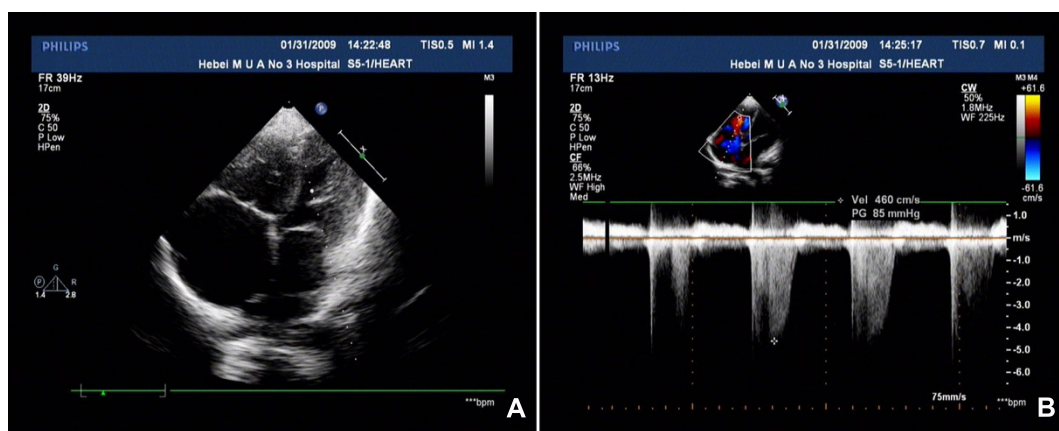 PHILIPS
01/31/2009 14:22:48 TIS0.5 MI 1.4
Hebei M U A No 3 Hospital S5-1/HEART
FR 39Hz
17cm
2D
75%
C 50
P Low
HPen
M3
P
G
P R
1.4 2.8
x
***bpm
A
PHILIPS
01/31/2009 14:25:17 TIS0.7 MI 0.1
Hebei M U A No 3 Hospital S5-1/HEART
FR 13Hz
17cm
2D
75%
C 50
P Low
HPen
CF
66%
2.5MHz
WF High
Med
CW
50%
1.8MHz
WF 225Hz
M3 M4
+61.6
-61.6
cm/s
Vel 460 cm/s
PG 85 mmHg
1.0
m/s
-1.0
-2.0
-3.0
-4.0
-5.0
-6.0
75mm/s
***bpm
B